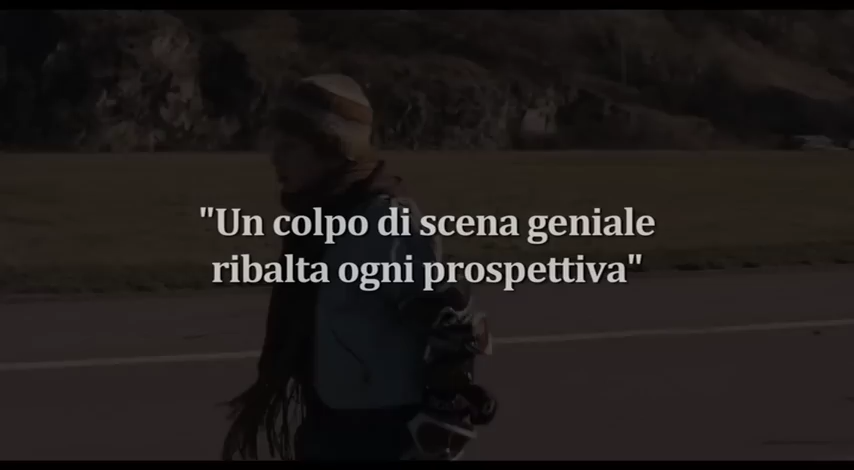 "Un colpo di scena geniale
ribalta ogni prospettiva"